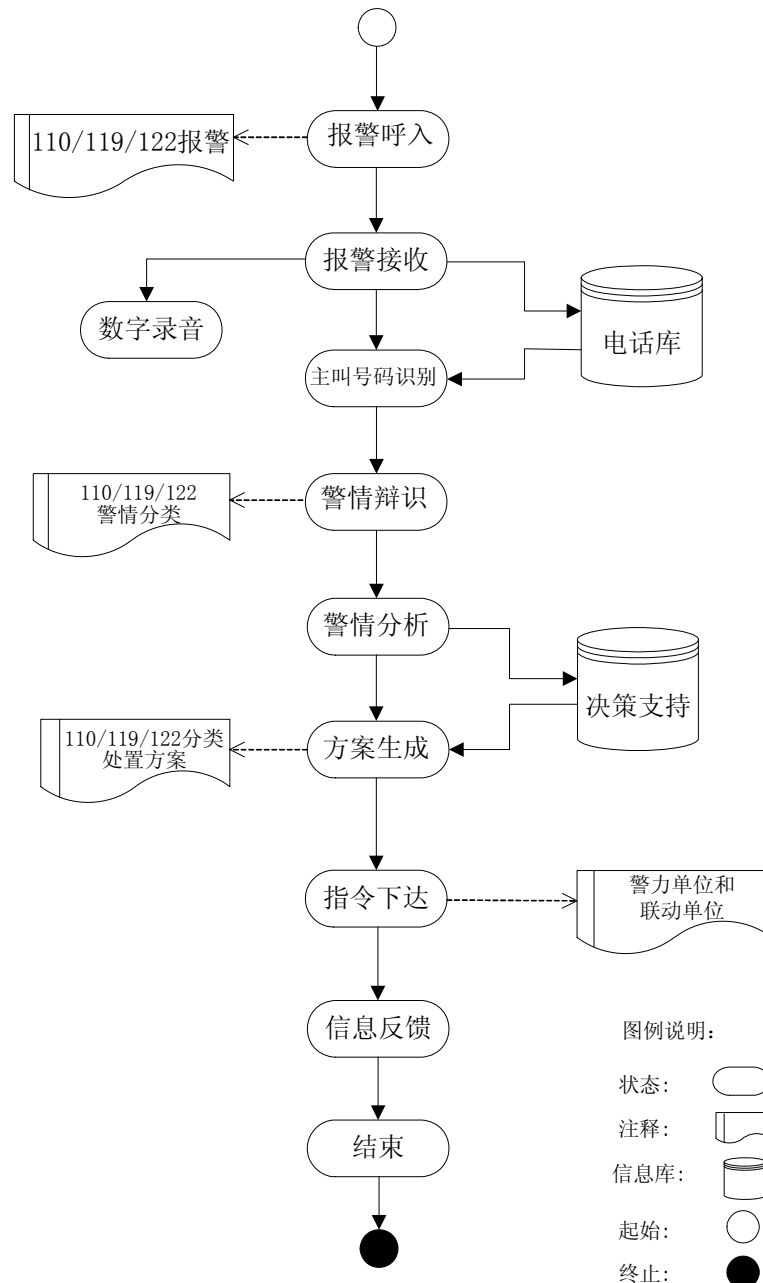 110/119/122报警
报警呼入
报警接收
数字录音
电话库
主叫号码识别
110/119/122
警情分类
警情辩识
警情分析
决策支持
110/119/122分类
处置方案
方案生成
指令下达
警力单位和
联动单位
信息反馈
图例说明:
状态:
注释:
结束
信息库:
起始:
终止: